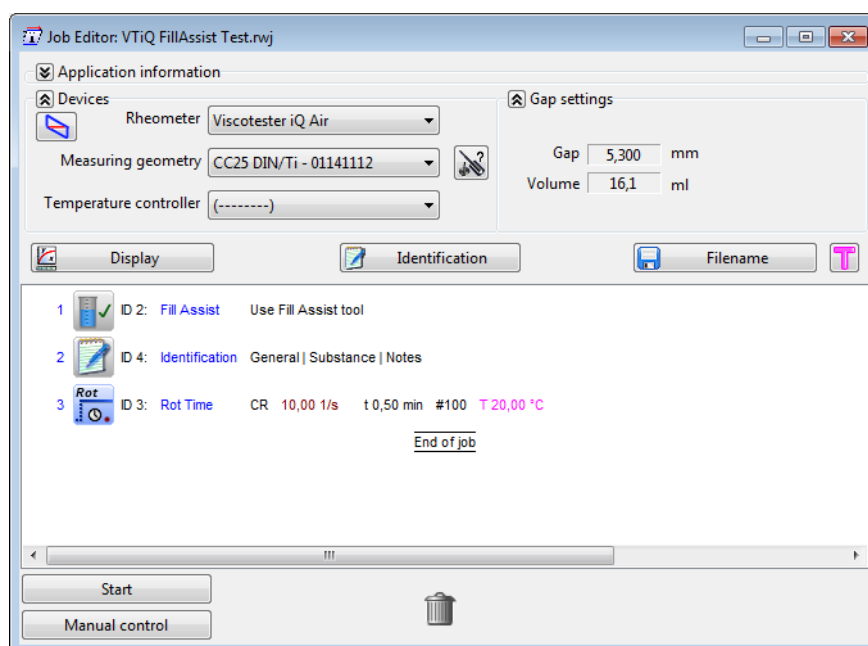 Job Editor: VTiQ FillAssist Test.rwj
Application information
Devices
Gap settings
Rheometer Viscotester iQ Air
Measuring geometry CC25 DIN/Ti - 01141112
Gap 5,300 mm
Volume 16,1 ml
Temperature controller (--------)
Display Identification Filename T
1 ID 2: Fill Assist Use Fill Assist tool
2 ID 4: Identification General | Substance | Notes
3 Rot ID 3: Rot Time CR 10,00 1/s t 0,50 min #100 T 20,00 °C
End of job
Start
Manual control